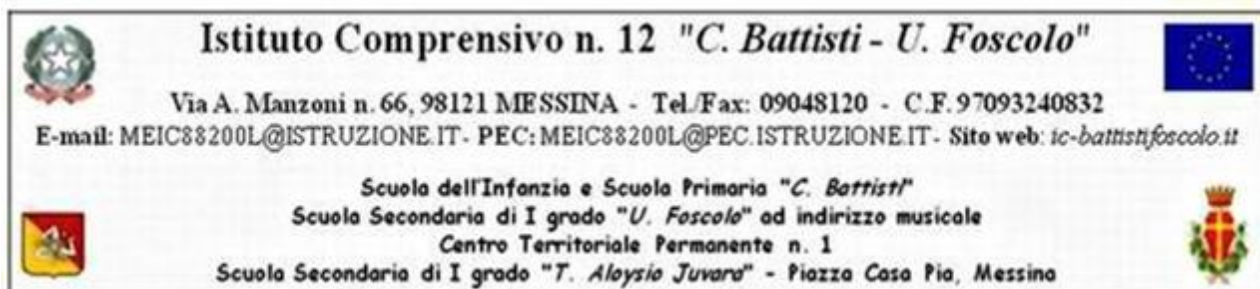 Istituto Comprensivo n. 12 "C. Battisti - U. Foscolo"
Via A. Manzoni n. 66, 98121 MESSINA - Tel./Fax: 09048120 - C.F. 97093240832
E-mail: MEIC88200L@ISTRUZIONE.IT - PEC: MEIC88200L@PEC.ISTRUZIONE.IT - Sito web: ic-battistifoscolo.it
Scuola dell'Infanzia e Scuola Primaria "C. Battisti"
Scuola Secondaria di I grado "U. Foscolo" ad indirizzo musicale
Centro Territoriale Permanente n. 1
Scuola Secondaria di I grado "T. Aloysio Juvara" - Piazza Casa Pia, Messina